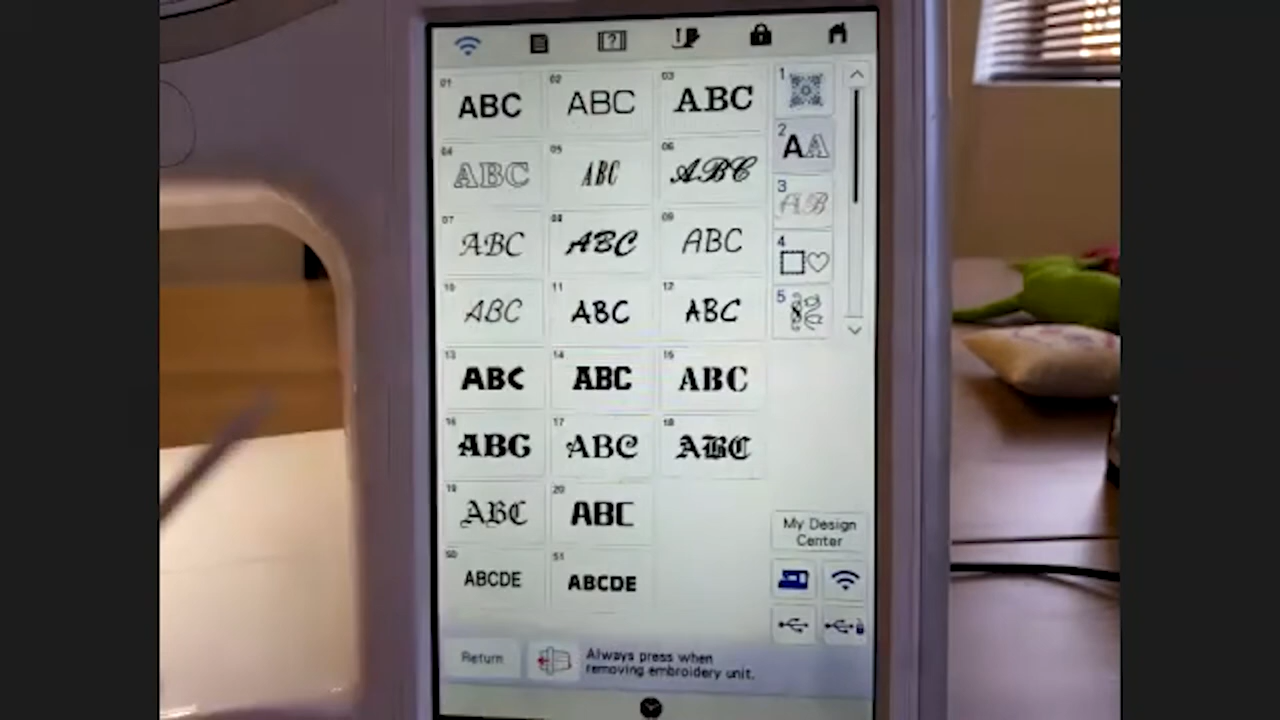 01 ABC
02 ABC
03 ABC
04 ABC
05 ABC
06 ABC
07 ABC
08 ABC
09 ABC
10 ABC
11 ABC
12 ABC
13 ABC
14 ABC
15 ABC
16 ABC
17 ABC
18 ABC
19 ABC
20 ABC
50 ABCDE
51 ABCDE
1
2 AA
3 AB
4
5
My Design
Center
Return
Always press when
removing embroidery unit.